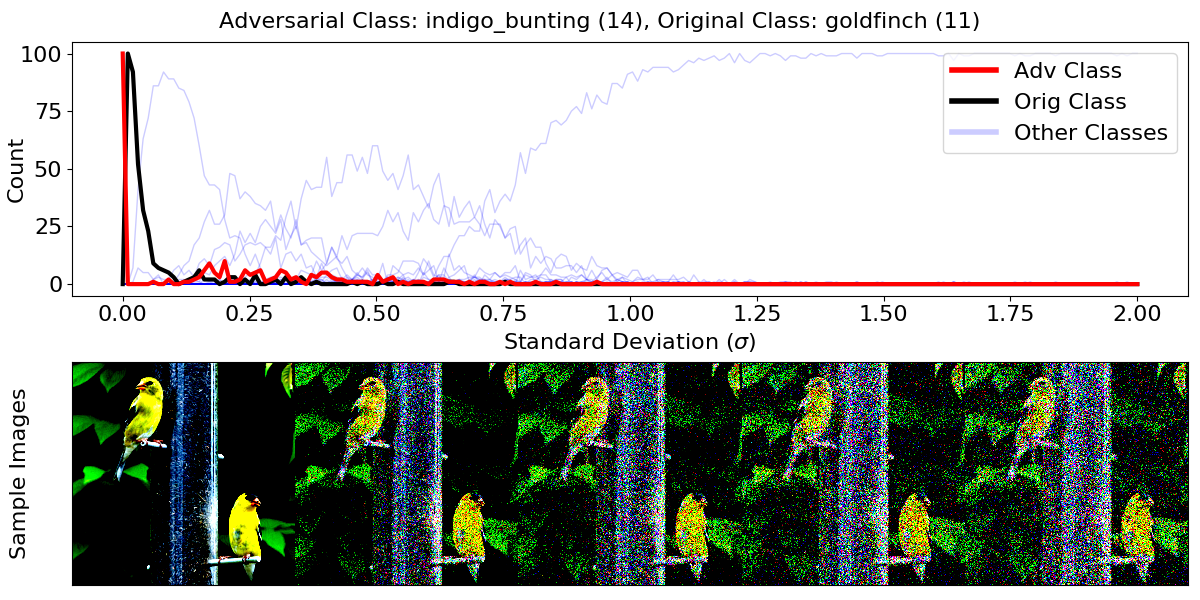 Adversarial Class: indigo_bunting (14), Original Class: goldfinch (11)
Count
100
75
50
25
0
Adv Class
Orig Class
Other Classes
0.00 0.25 0.50 0.75 1.00 1.25 1.50 1.75 2.00
Standard Deviation (σ)
Sample Images